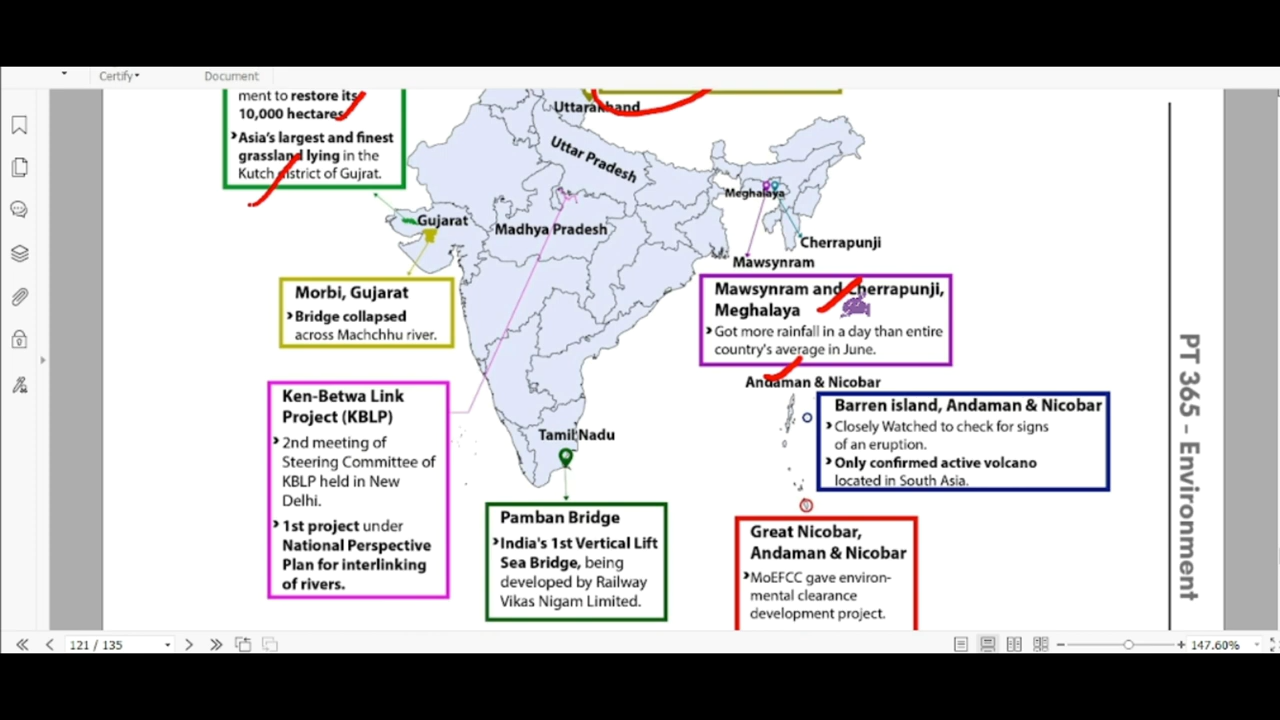 Certify
Document
ment to restore its
10,000 hectares.
Asia's largest and finest
grassland lying in the
Kutch district of Gujrat.
Uttarakhand
Uttar Pradesh
Meghalaya
Gujarat
Madhya Pradesh
Cherrapunji
Mawsynram
Morbi, Gujarat
Bridge collapsed
across Machchhu river.
Mawsynram and Cherrapunji,
Meghalaya
Got more rainfall in a day than entire
country's average in June.
Andaman & Nicobar
Ken-Betwa Link
Project (KBLP)
2nd meeting of
Steering Committee of
KBLP held in New
Delhi.
1st project under
National Perspective
Plan for interlinking
of rivers.
Barren island, Andaman & Nicobar
Closely Watched to check for signs
of an eruption.
Only confirmed active volcano
located in South Asia.
Tamil Nadu
Pamban Bridge
India's 1st Vertical Lift
Sea Bridge, being
developed by Railway
Vikas Nigam Limited.
Great Nicobar,
Andaman & Nicobar
MoEFCC gave environ-
mental clearance
development project.
PT 365 - Environment
121 / 135
147.60%